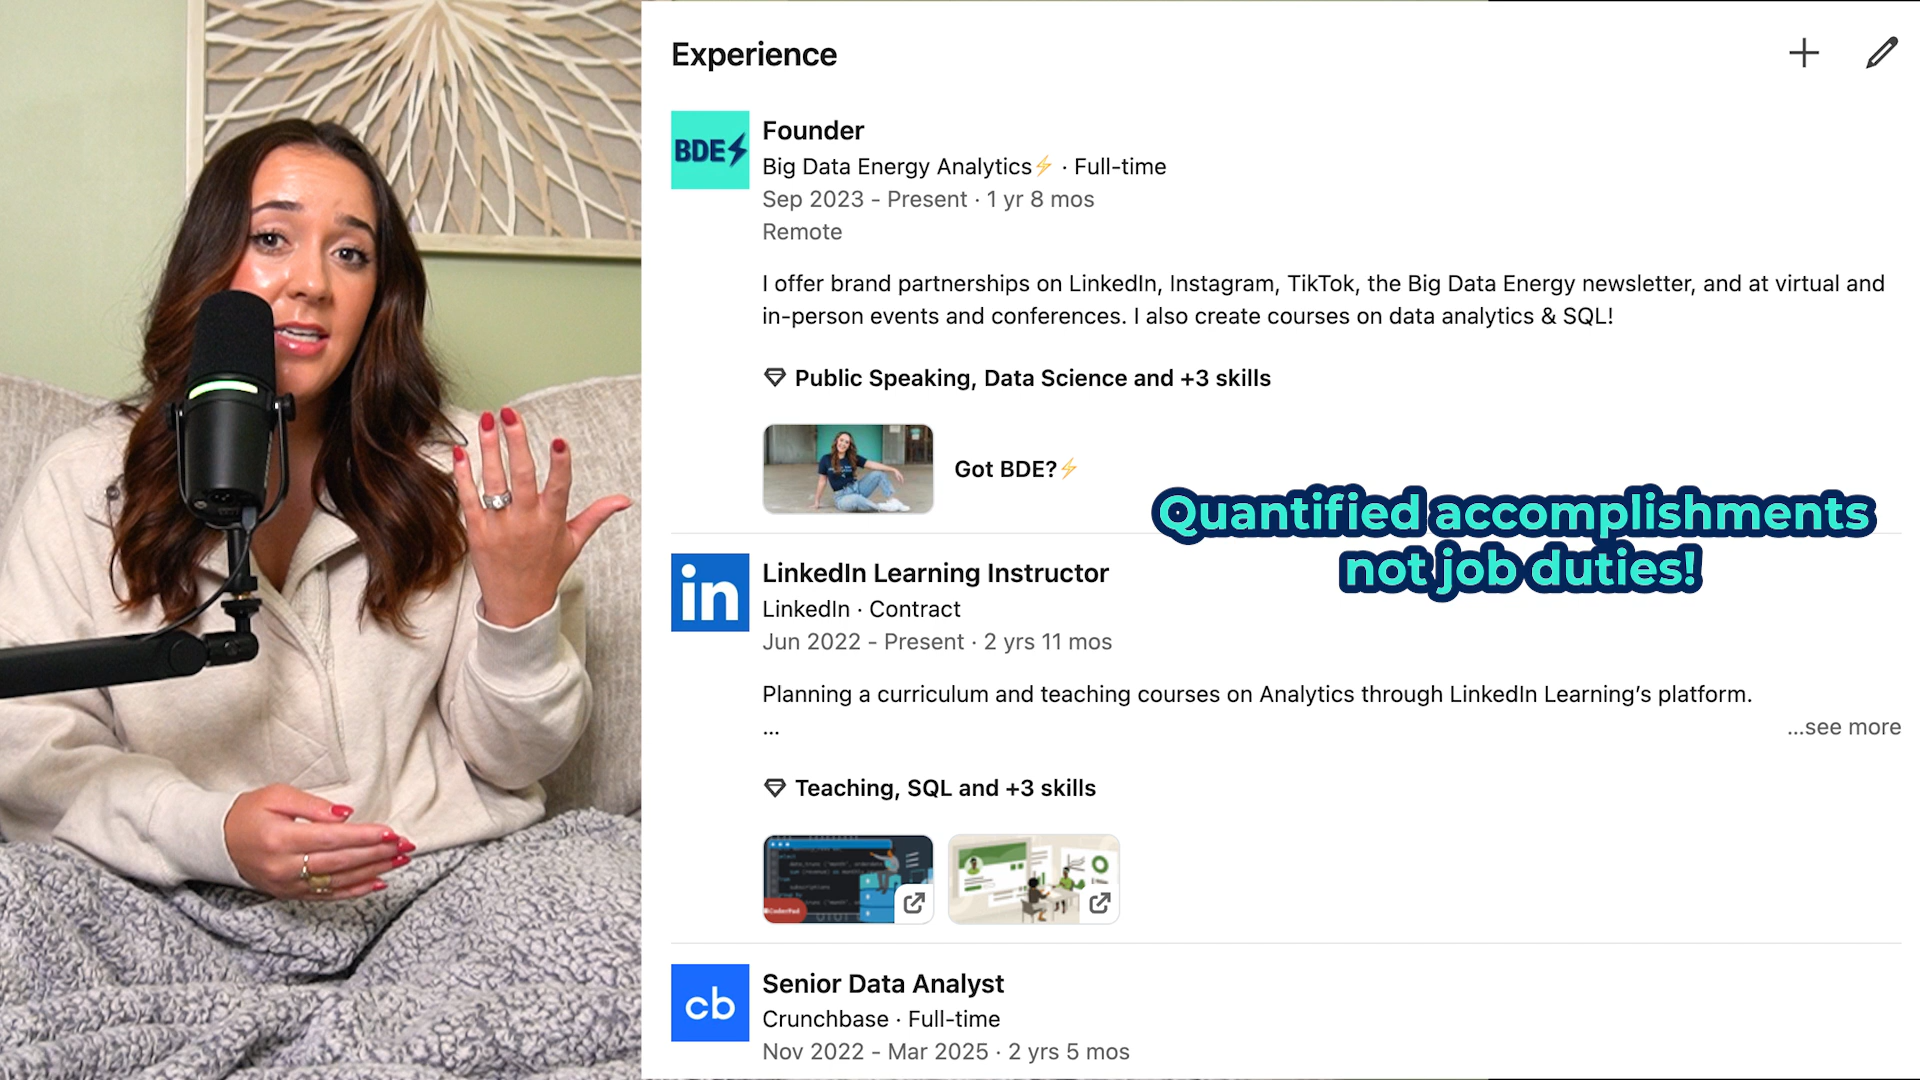 Experience
BDE⚡
Founder
Big Data Energy Analytics⚡ · Full-time
Sep 2023 - Present · 1 yr 8 mos
Remote
I offer brand partnerships on LinkedIn, Instagram, TikTok, the Big Data Energy newsletter, and at virtual and
in-person events and conferences. I also create courses on data analytics & SQL!
Public Speaking, Data Science and +3 skills
Got BDE?⚡
Quantified accomplishments
not job duties!
in
LinkedIn Learning Instructor
LinkedIn · Contract
Jun 2022 - Present · 2 yrs 11 mos
Planning a curriculum and teaching courses on Analytics through LinkedIn Learning’s platform.
...
...see more
Teaching, SQL and +3 skills
CoderPad
cb
Senior Data Analyst
Crunchbase · Full-time
Nov 2022 - Mar 2025 · 2 yrs 5 mos